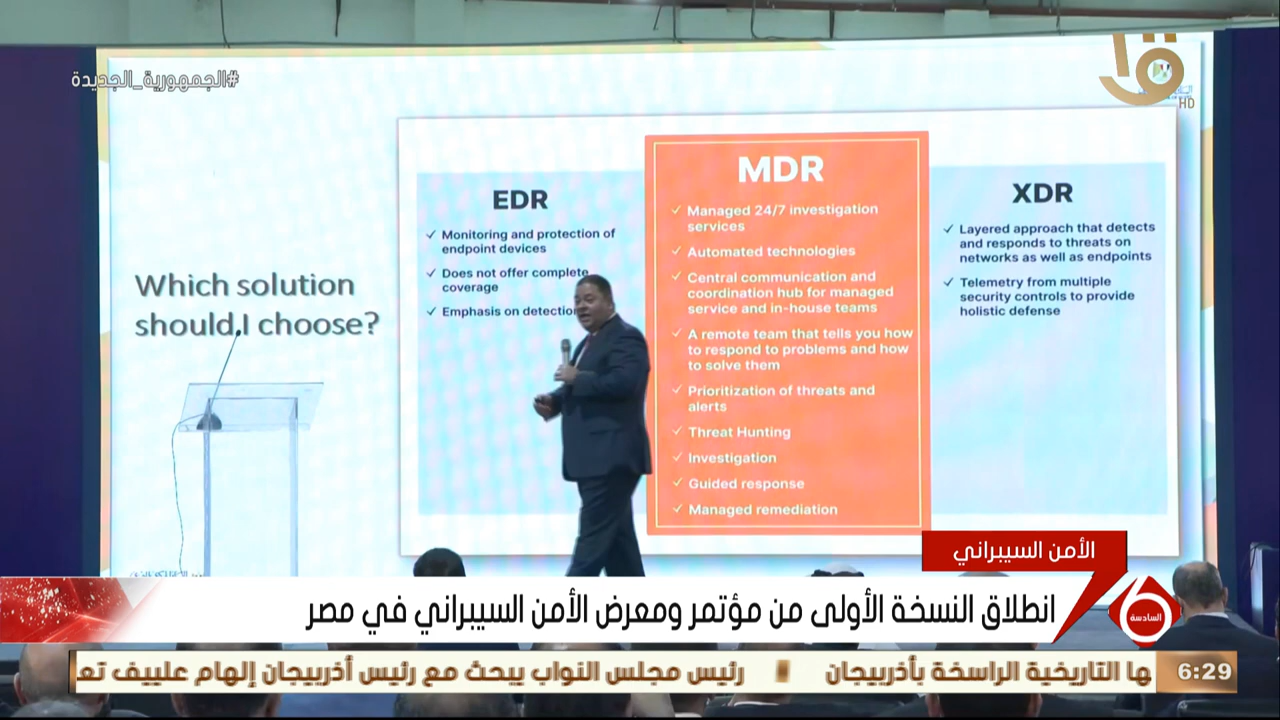 #الجمهورية_الجديدة
HD
Which solution
should I choose?
EDR
✓ Monitoring and protection of
endpoint devices
✓ Does not offer complete
coverage
✓ Emphasis on detection
MDR
✓ Managed 24/7 investigation
services
✓ Automated technologies
✓ Central communication and
coordination hub for managed
service and in-house teams
✓ A remote team that tells you how
to respond to problems and how
to solve them
✓ Prioritization of threats and
alerts
✓ Threat Hunting
✓ Investigation
✓ Guided response
✓ Managed remediation
XDR
✓ Layered approach that detects
and responds to threats on
networks as well as endpoints
✓ Telemetry from multiple
security controls to provide
holistic defense
الأمن السيبراني
انطلاق النسخة الأولى من مؤتمر ومعرض الأمن السيبراني في مصر
السادسة
6:29
ها التاريخية الراسخة بأذربيجان رئيس مجلس النواب يبحث مع رئيس أذربيجان إلهام علييف تعـ